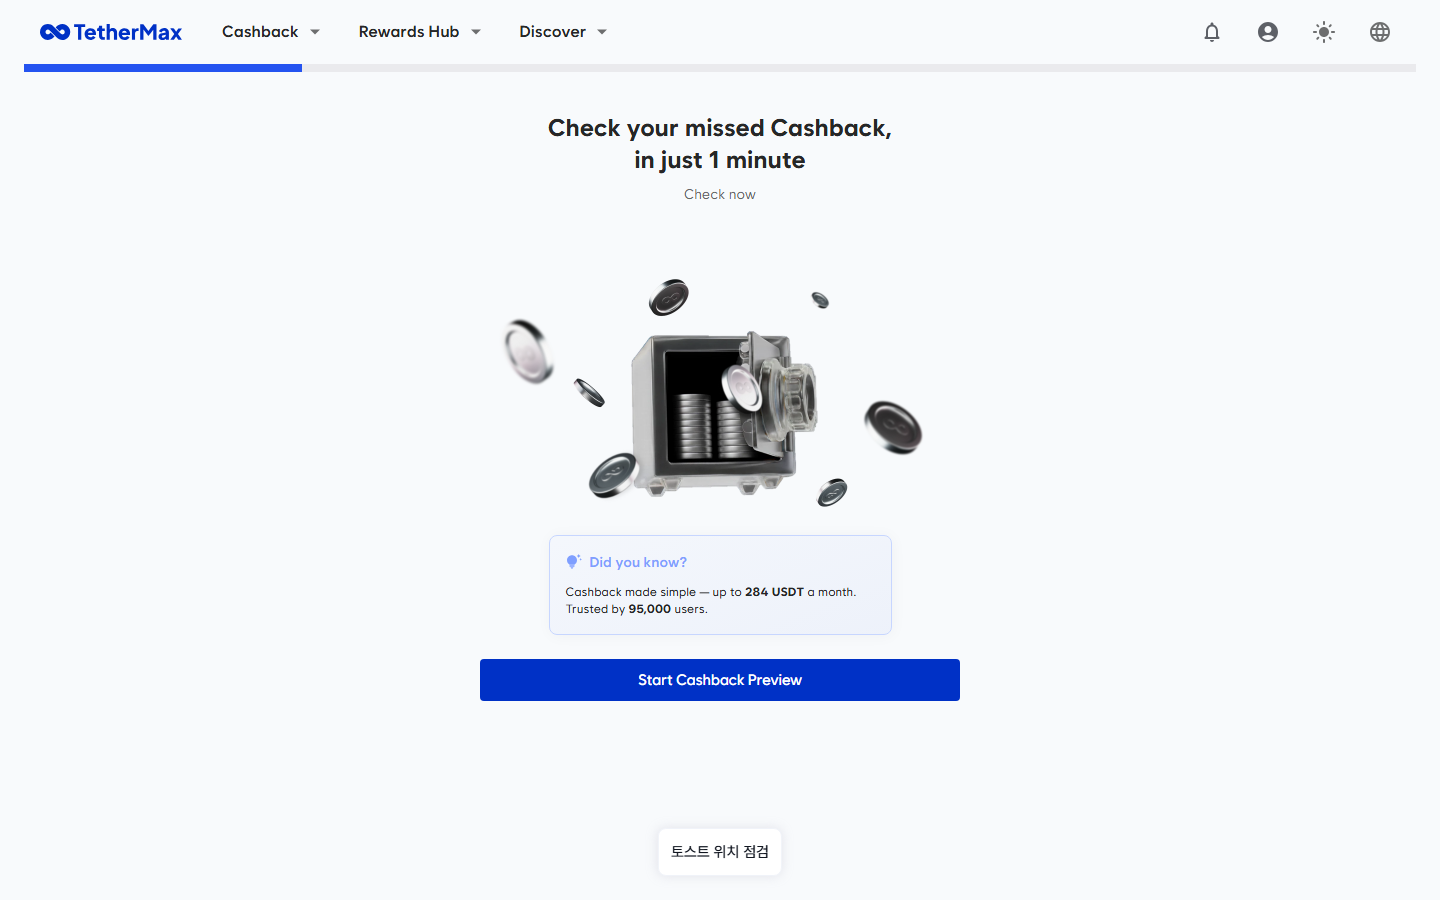 TetherMax
Cashback
Rewards Hub
Discover
Check your missed Cashback,
in just 1 minute
Check now
Did you know?
Cashback made simple — up to 284 USDT a month.
Trusted by 95,000 users.
Start Cashback Preview
토스트 위치 점검